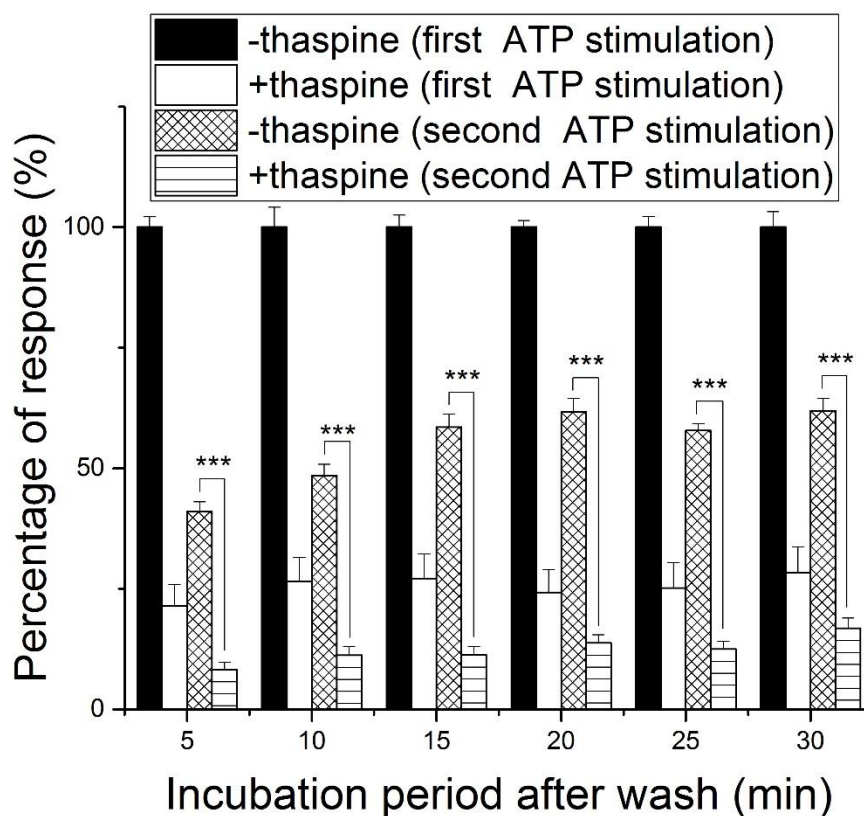 -thaspine (first ATP stimulation)
+thaspine (first ATP stimulation)
-thaspine (second ATP stimulation)
+thaspine (second ATP stimulation)
Percentage of response (%)
100
50
0
***
***
***
***
***
***
5 10 15 20 25 30
Incubation period after wash (min)